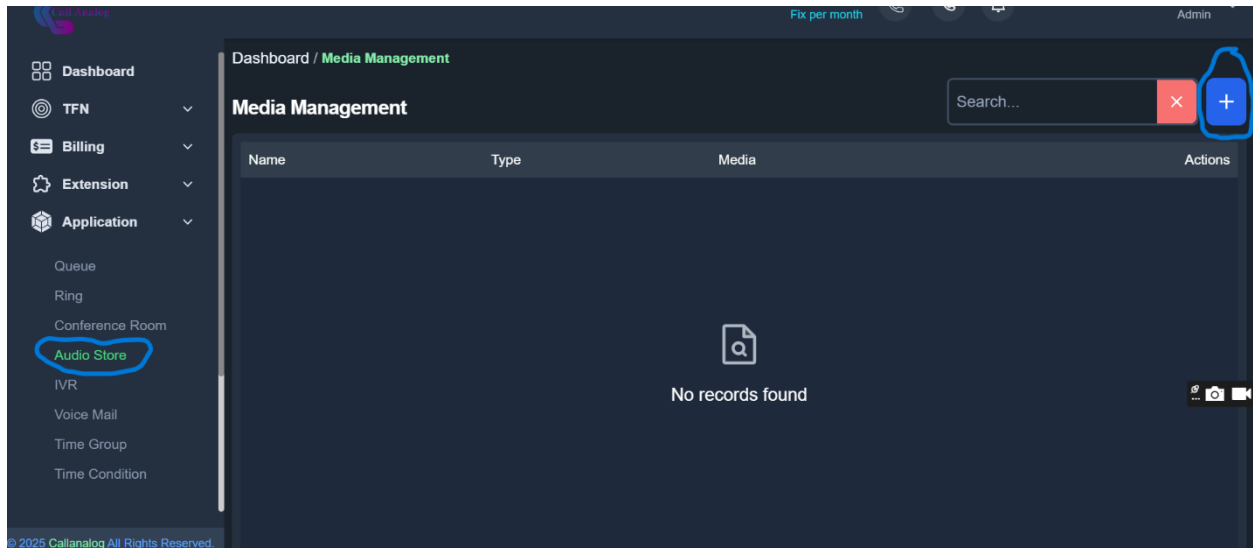 Call Analog
Fix per month
Admin
Dashboard / Media Management
Dashboard
TFN
Media Management
Search...
Billing
Name Type Media Actions
Extension
Application
Queue
Ring
Conference Room
Audio Store
IVR
No records found
Voice Mail
Time Group
Time Condition
© 2025 Callanalog All Rights Reserved.